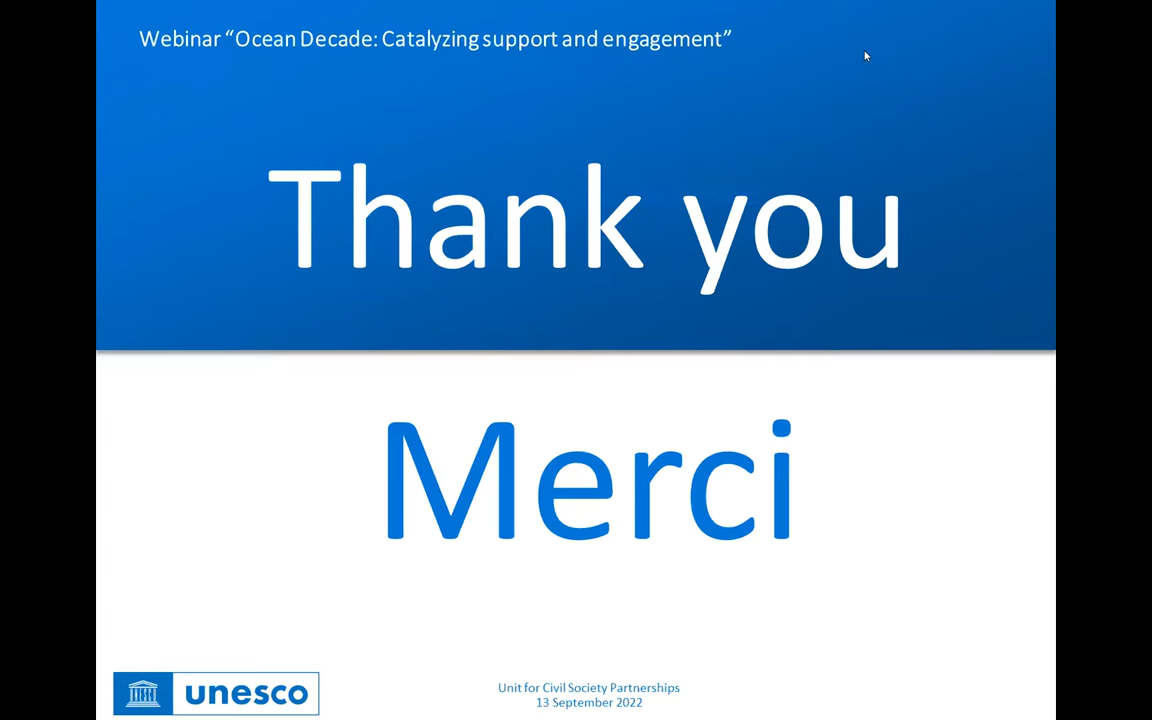 Webinar “Ocean Decade: Catalyzing support and engagement”
Thank you
Merci
unesco
Unit for Civil Society Partnerships
13 September 2022